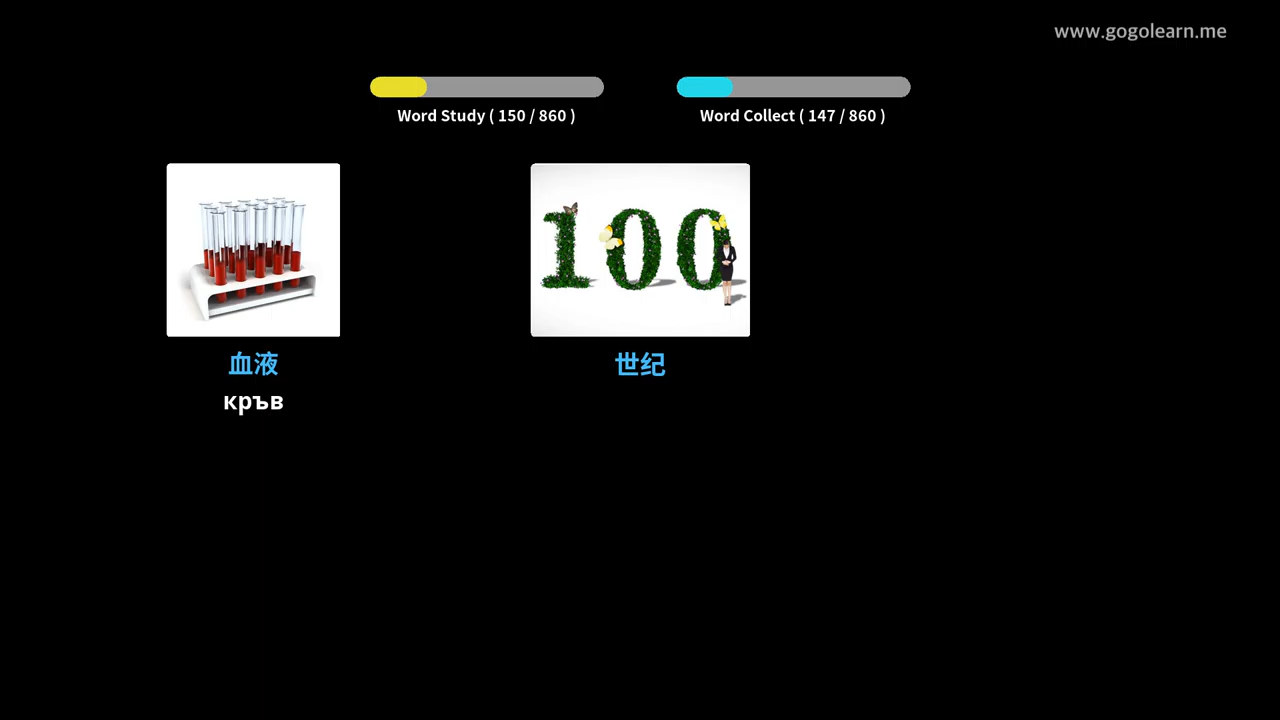 www.gogolearn.me
Word Study ( 150 / 860 )
Word Collect ( 147 / 860 )
100
血液
世纪
кръв